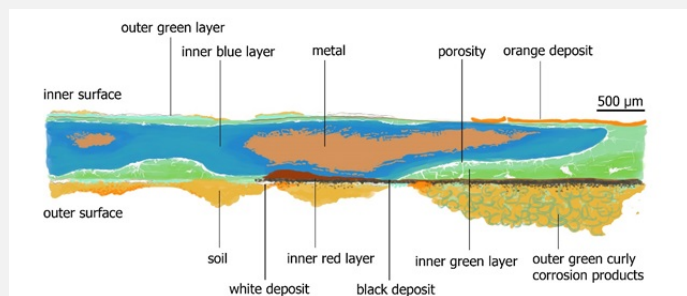 outer green layer
inner blue layer
metal
porosity
orange deposit
inner surface
500 µm
outer surface
soil
inner red layer
inner green layer
outer green curly
corrosion products
white deposit
black deposit